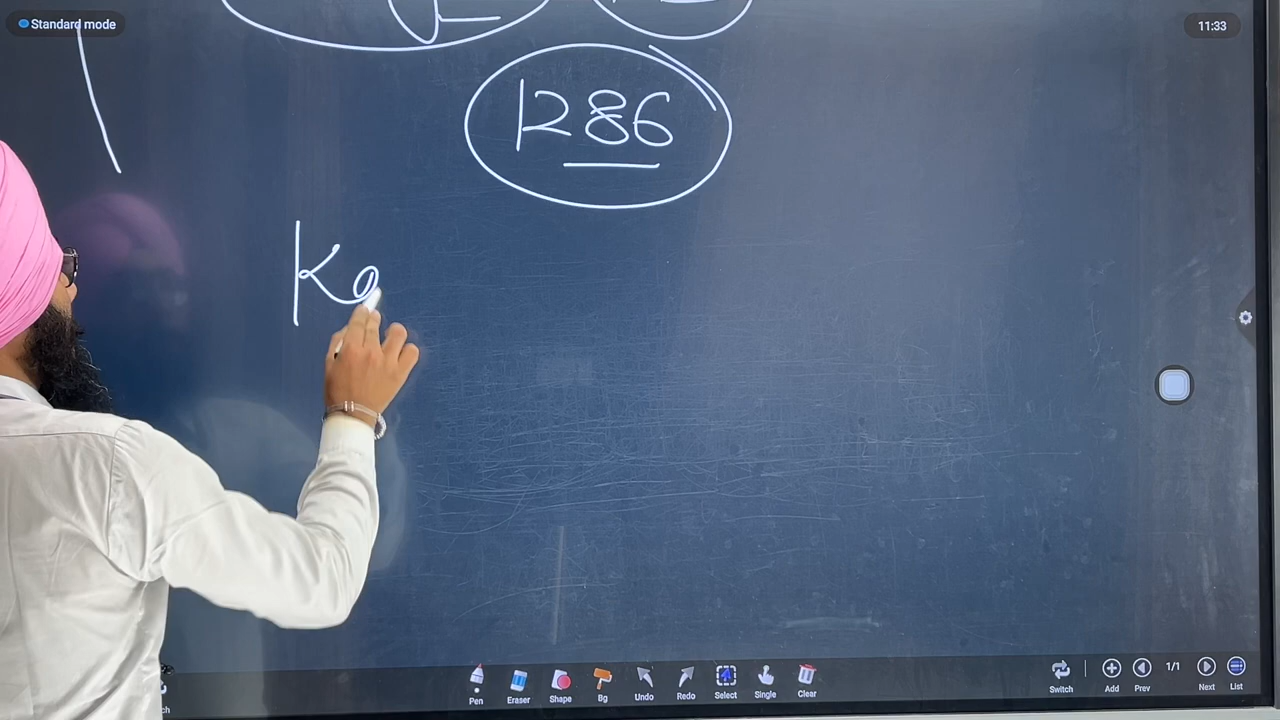 Standard mode
11:33
1286
Ka
Pen Eraser Shape Bg Undo Redo Select Single Clear
Switch Add Prev 1/1 Next List